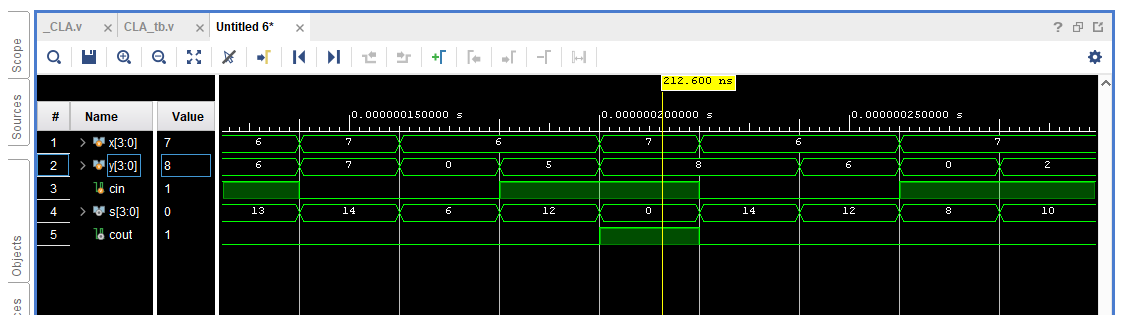 _CLA.v CLA_tb.v Untitled 6*
?
Scope
Sources
Objects
212.600 ns
0.000000150000 s 0.000000200000 s 0.000000250000 s
# Name Value
1 x[3:0] 7 6 7 6 7 6 7
2 y[3:0] 8 6 7 0 5 8 6 0 2
3 cin 1
4 s[3:0] 0 13 14 6 12 0 14 12 8 10
5 cout 1